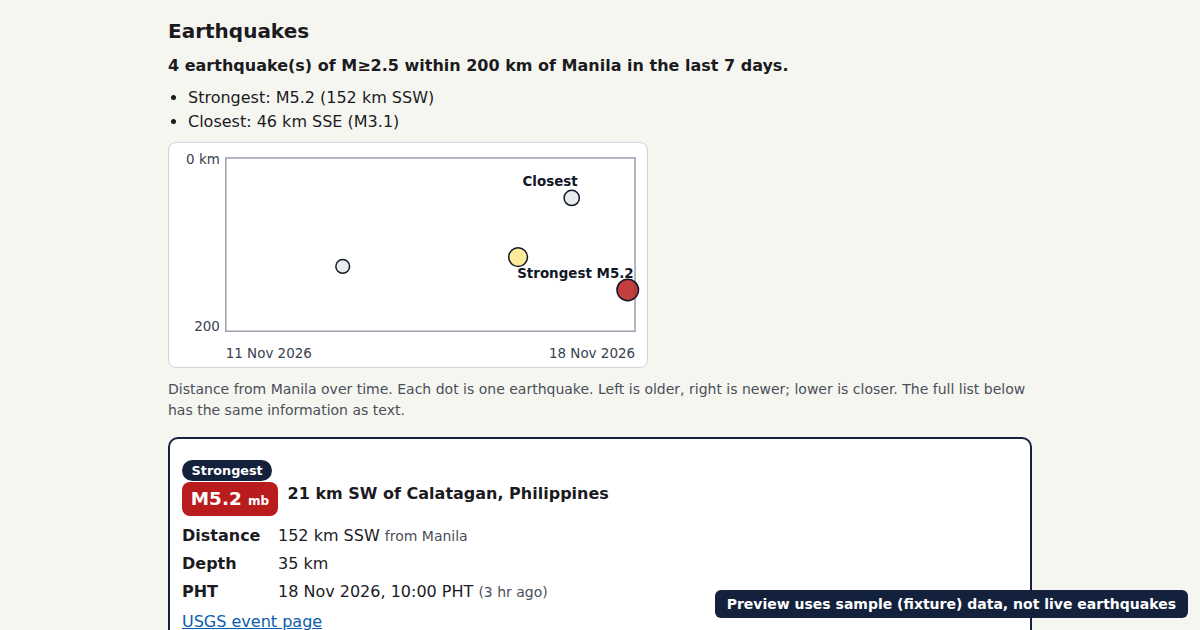 Earthquakes
4 earthquake(s) of M≥2.5 within 200 km of Manila in the last 7 days.
• Strongest: M5.2 (152 km SSW)
• Closest: 46 km SSE (M3.1)
0 km
Closest
Strongest M5.2
200
11 Nov 2026 18 Nov 2026
Distance from Manila over time. Each dot is one earthquake. Left is older, right is newer; lower is closer. The full list below
has the same information as text.
Strongest
M5.2 mb 21 km SW of Calatagan, Philippines
Distance 152 km SSW from Manila
Depth 35 km
PHT 18 Nov 2026, 10:00 PHT (3 hr ago)
Preview uses sample (fixture) data, not live earthquakes
USGS event page